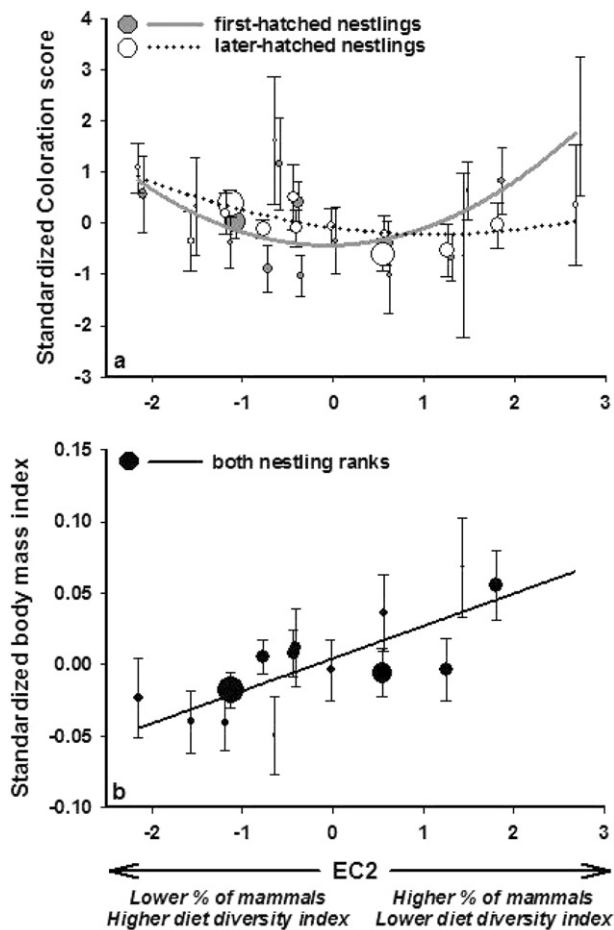 4
first-hatched nestlings
3
later-hatched nestlings
2
1
0
-1
-2
-3
Standardized Coloration score
a
-2 -1 0 1 2 3
0.15
both nestling ranks
0.10
0.05
0.00
-0.05
-0.10
Standardized body mass index
b
-2 -1 0 1 2 3
EC2
Lower % of mammals Higher % of mammals
Higher diet diversity index Lower diet diversity index